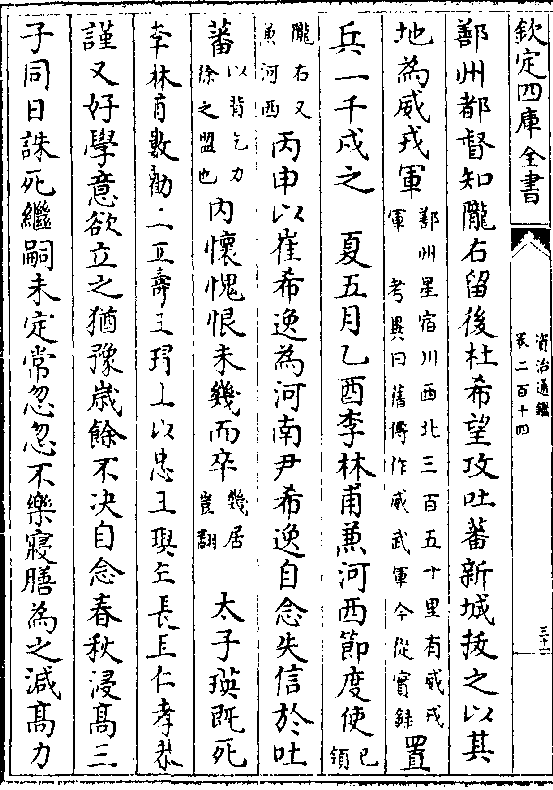 欽定四庫全書
資治通鑑
卷二百十四
三十二
鄯州都督知隴右留後杜希望攻吐蕃新城拔之以其
地為威戎軍鄯州星宿川西北三百五十里有威戎軍 考異曰舊傳作威武軍今從實錄置
兵一千戍之 夏五月乙酉李林甫兼河西節度使已領
隴右又兼河西丙申以崔希逸為河南尹希逸自念失信於吐
蕃以背乞力徐之盟也内懷愧恨未幾而卒幾居豈翻 太子瑛既死
李林甫數勸上立壽王瑁上以忠王璵年長且仁孝恭
謹又好學意欲立之猶豫歲餘不决自念春秋浸高三
子同日誅死繼嗣未定常忽忽不樂寢膳為之減高力